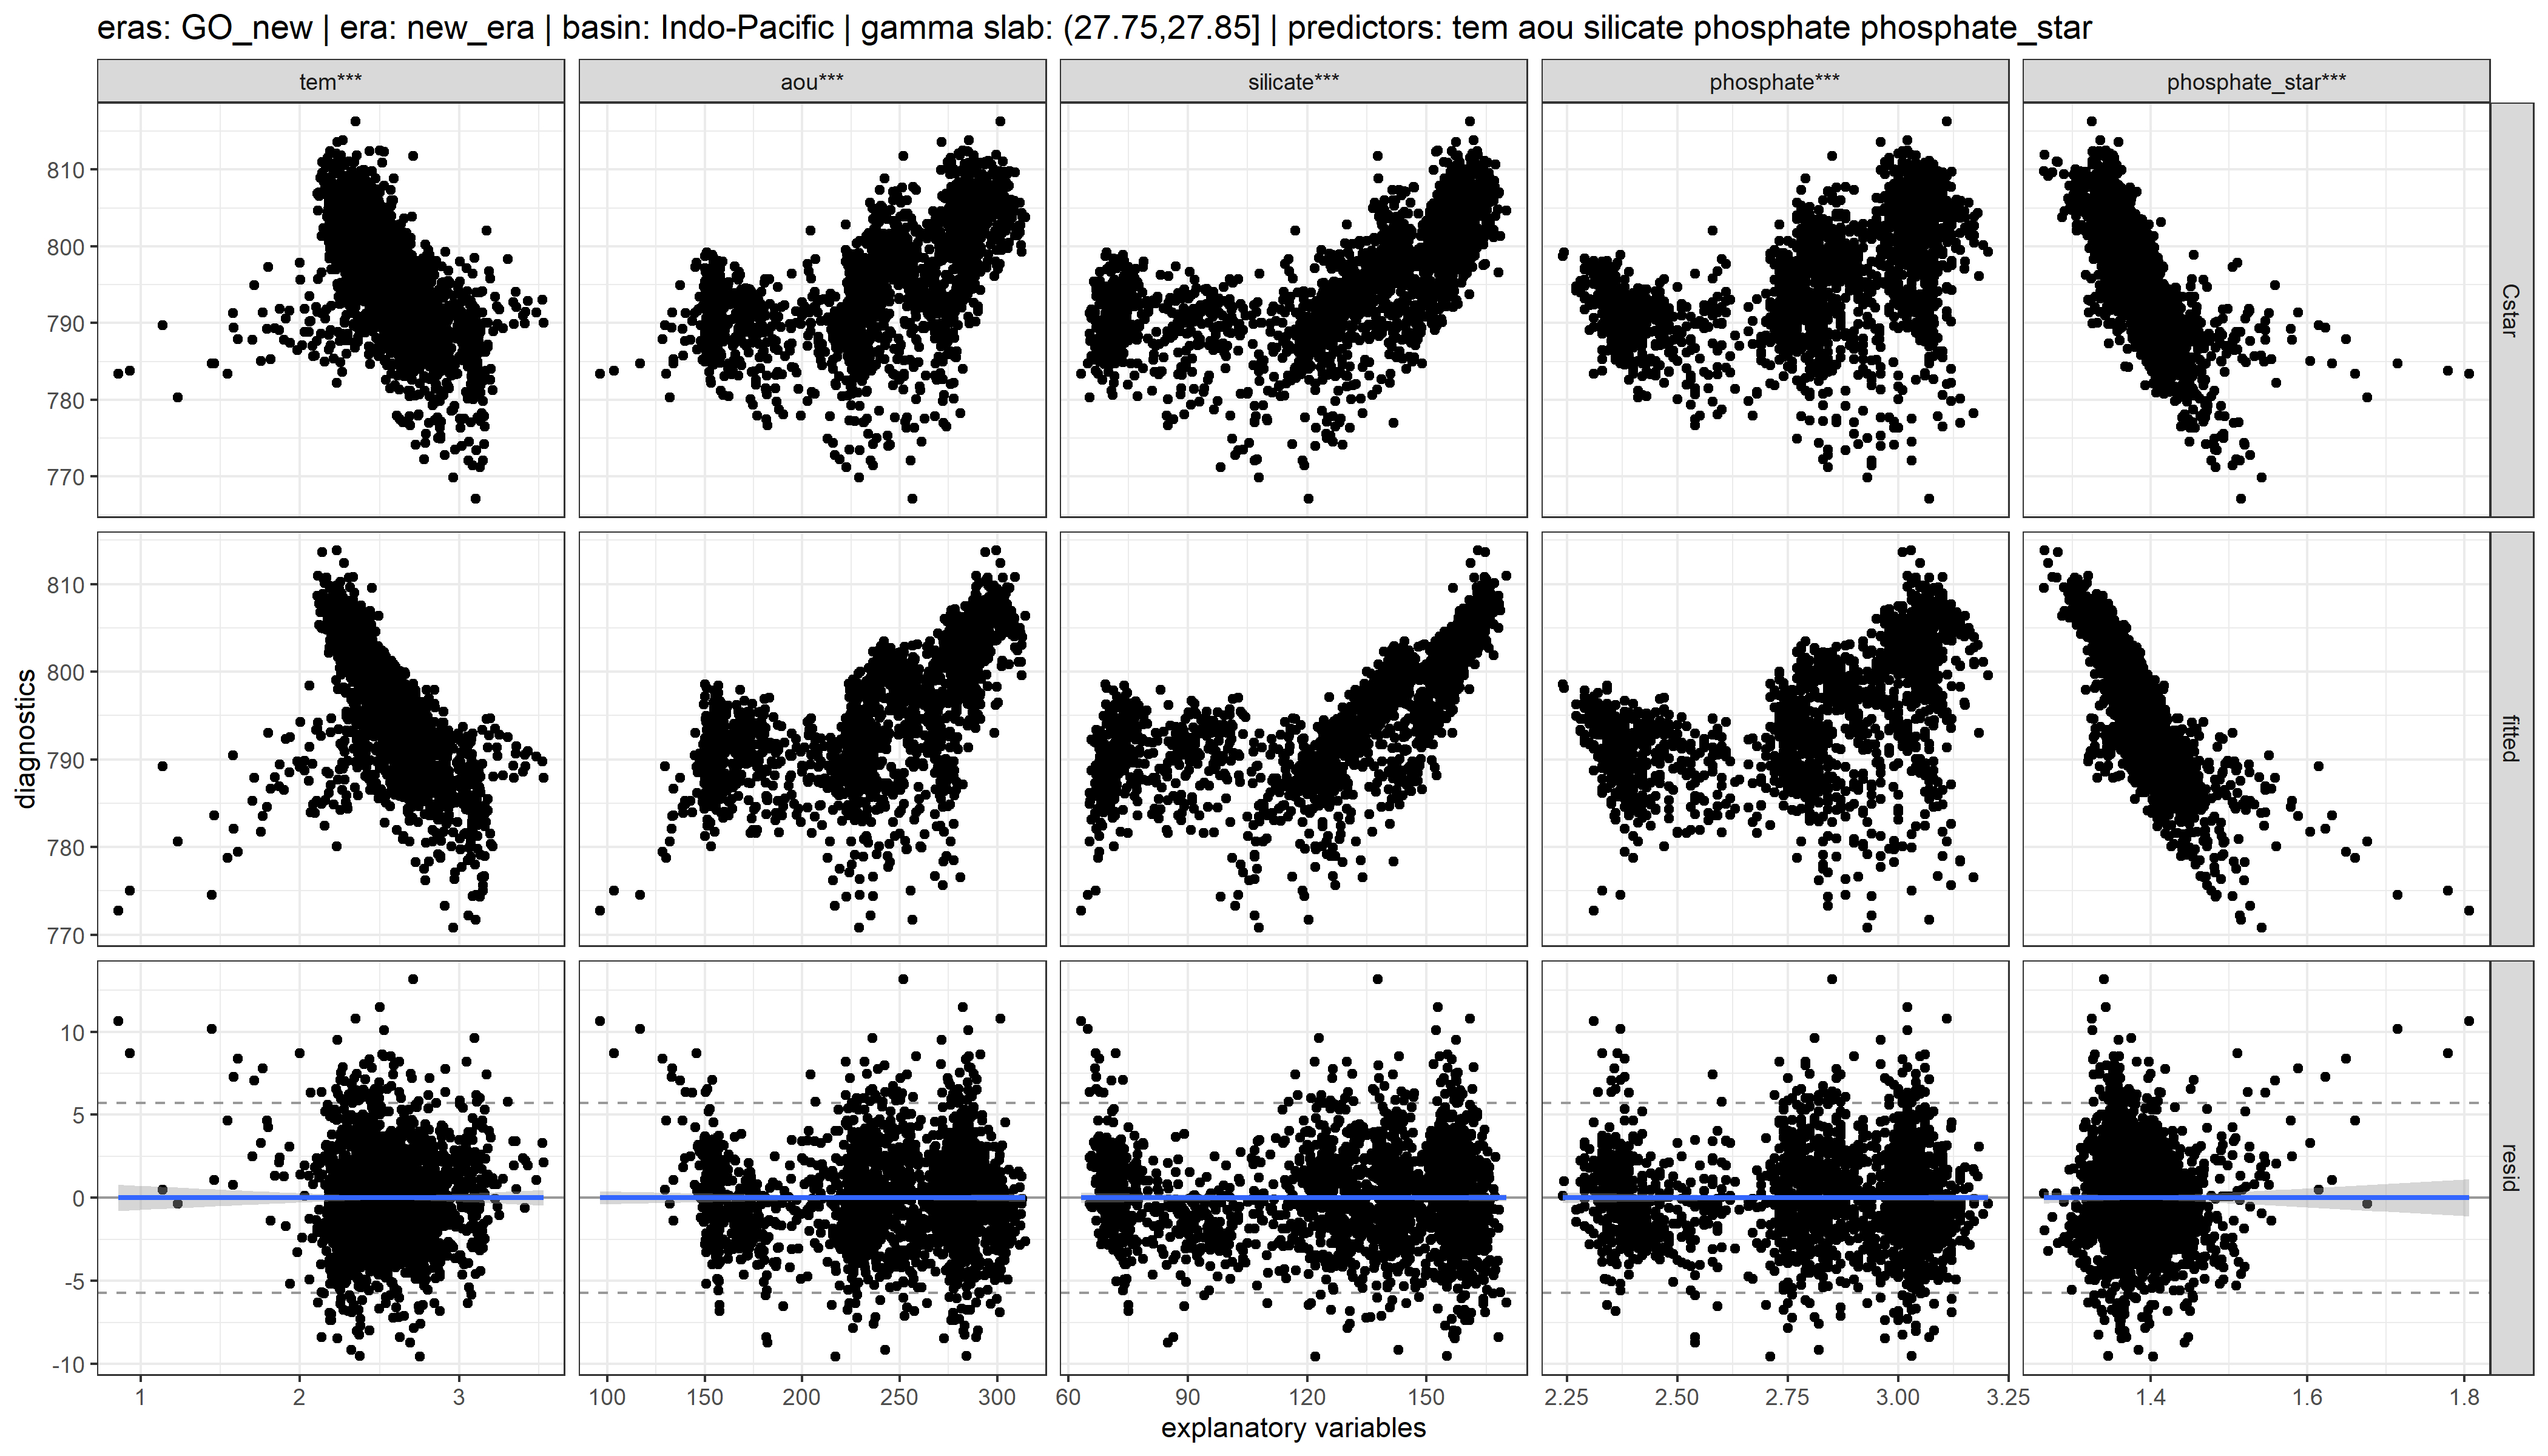 eras: GO_new | era: new_era | basin: Indo-Pacific | gamma slab: (27.75,27.85] | predictors: tem aou silicate phosphate phosphate_star
tem*** aou*** silicate*** phosphate*** phosphate_star***
810
800
790
780
770
Cstar
810
800
790
780
770
fitted
diagnostics
10
5
0
-5
-10
resid
1 2 3 100 150 200 250 300 60 90 120 150 2.25 2.50 2.75 3.00 3.25 1.4 1.6 1.8
explanatory variables